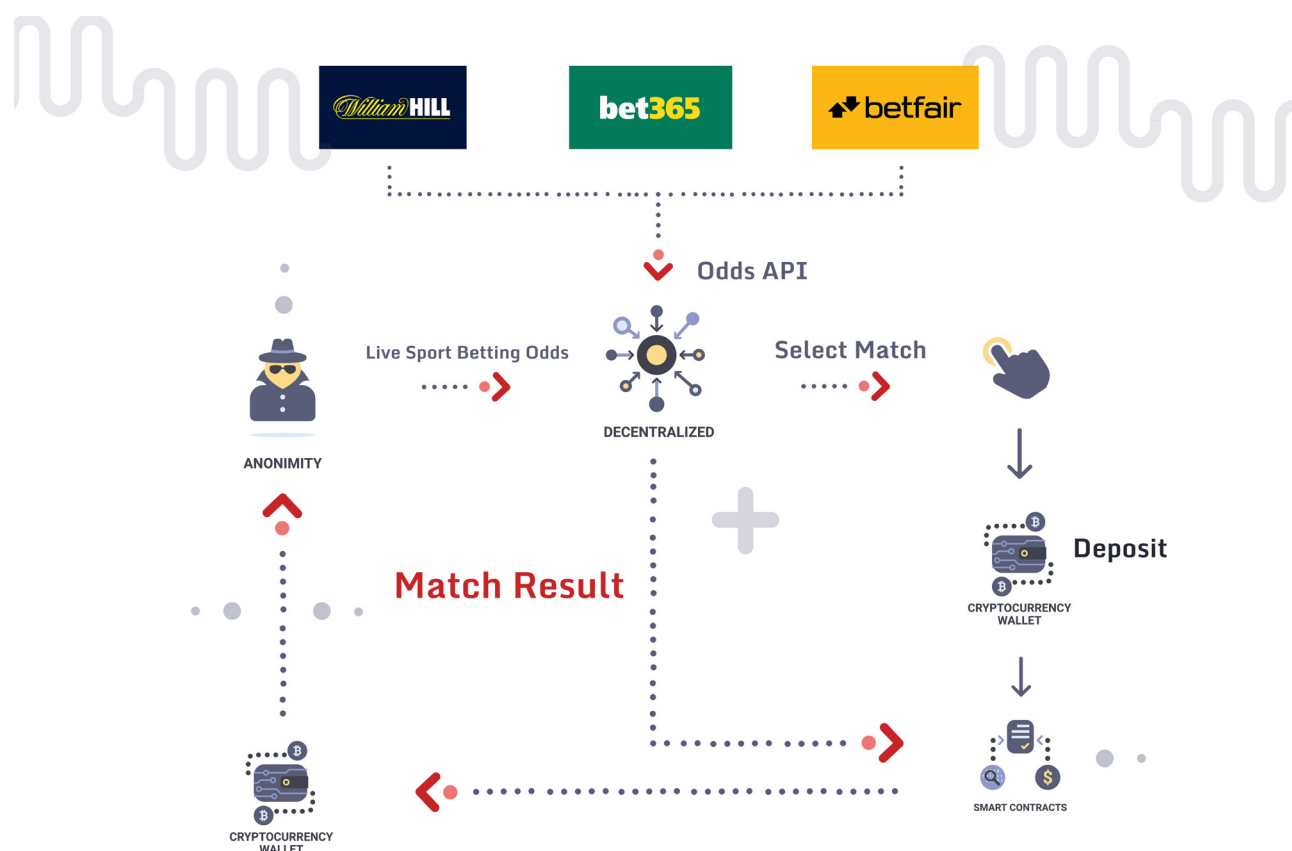 William HILL
bet365
betfair
Odds API
Live Sport Betting Odds
Select Match
DECENTRALIZED
ANONIMITY
Deposit
CRYPTOCURRENCY
WALLET
Match Result
SMART CONTRACTS
CRYPTOCURRENCY
WALLET